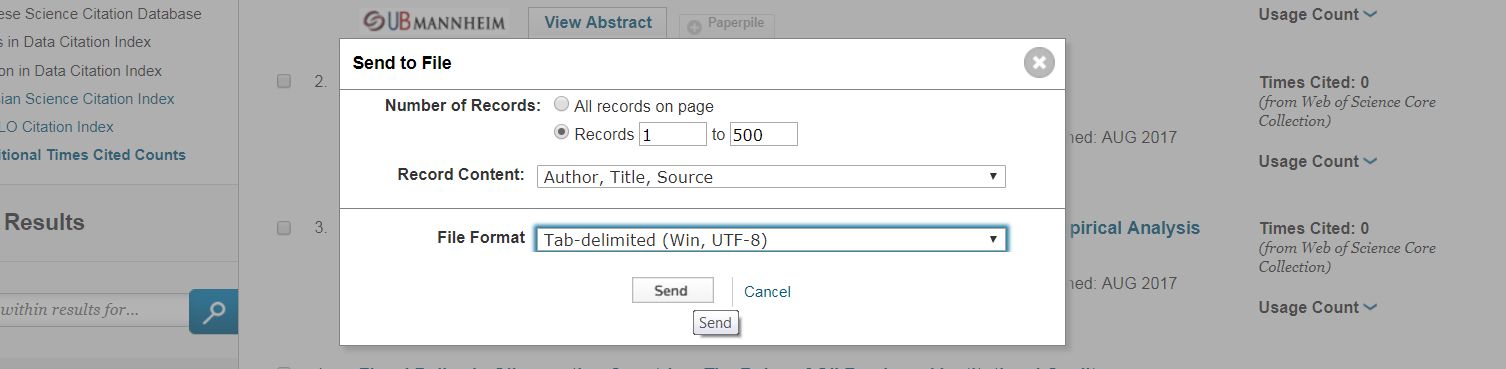 ese Science Citation Database
s in Data Citation Index
on in Data Citation Index
ian Science Citation Index
LO Citation Index
itional Times Cited Counts
Results
within results for...
UB MANNHEIM
View Abstract
Paperpile
Usage Count
2.
Times Cited: 0
(from Web of Science Core
Collection)
ned: AUG 2017
Usage Count
3.
pirical Analysis
Times Cited: 0
(from Web of Science Core
Collection)
ned: AUG 2017
Usage Count
Send to File
Number of Records:
All records on page
Records 1 to 500
Record Content:
Author, Title, Source
File Format
Tab-delimited (Win, UTF-8)
Send
Cancel
Send